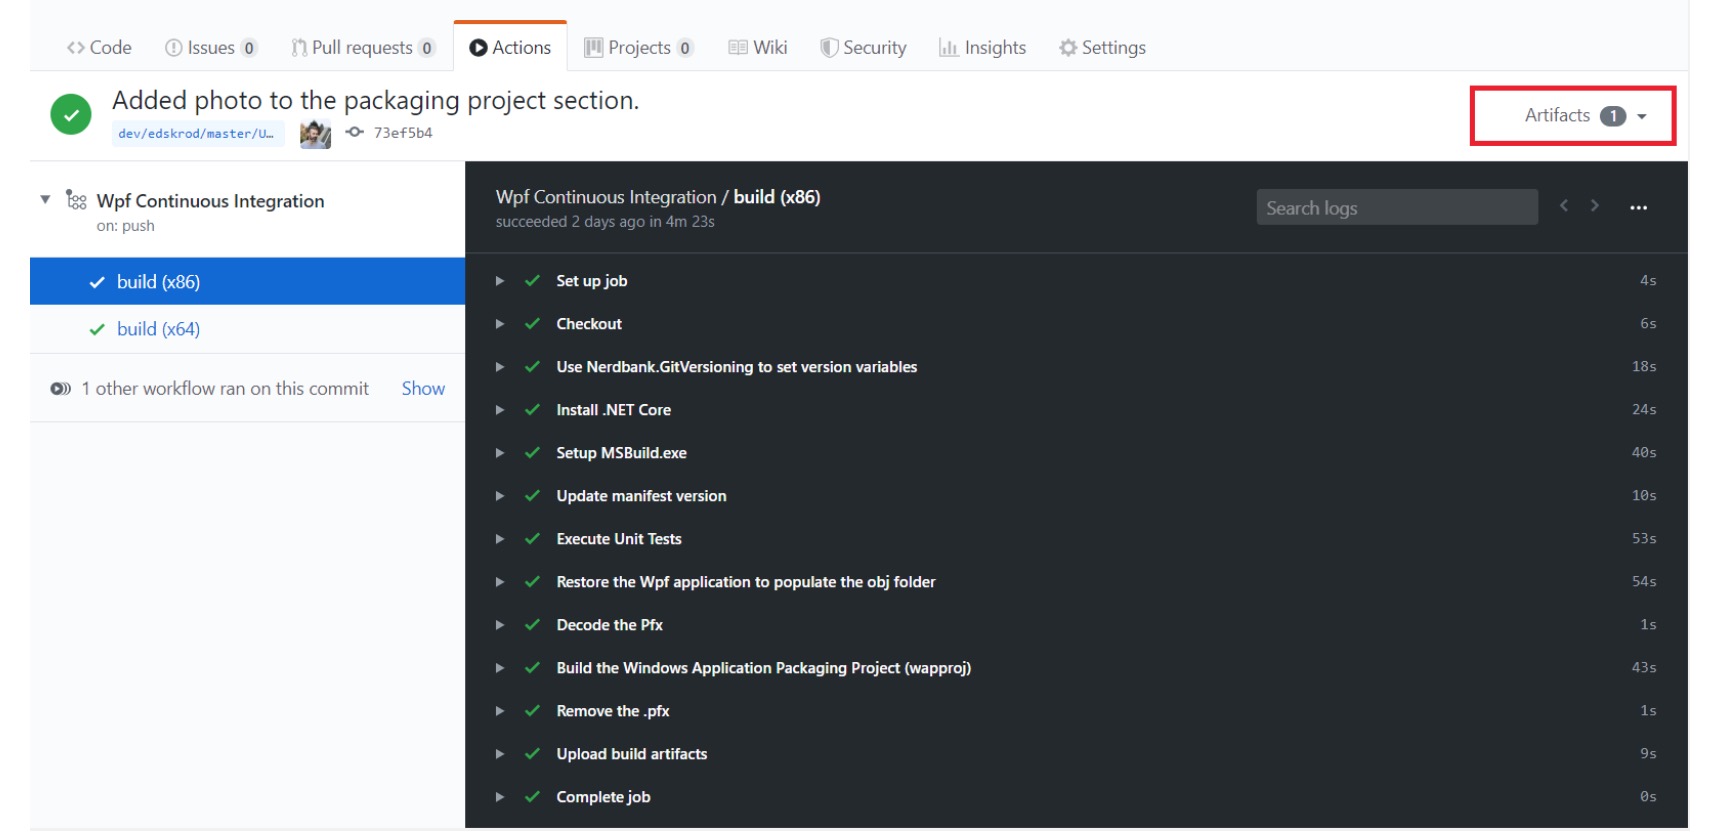 <> Code Issues 0 Pull requests 0 Actions Projects 0 Wiki Security Insights Settings
Added photo to the packaging project section.
dev/edskrod/master/U… 73ef5b4
Artifacts 1
Wpf Continuous Integration
on: push
build (x86)
build (x64)
1 other workflow ran on this commit Show
Wpf Continuous Integration / build (x86)
succeeded 2 days ago in 4m 23s
Search logs
Set up job 4s
Checkout 6s
Use Nerdbank.GitVersioning to set version variables 18s
Install .NET Core 24s
Setup MSBuild.exe 40s
Update manifest version 10s
Execute Unit Tests 53s
Restore the Wpf application to populate the obj folder 54s
Decode the Pfx 1s
Build the Windows Application Packaging Project (wapproj) 43s
Remove the .pfx 1s
Upload build artifacts 9s
Complete job 0s